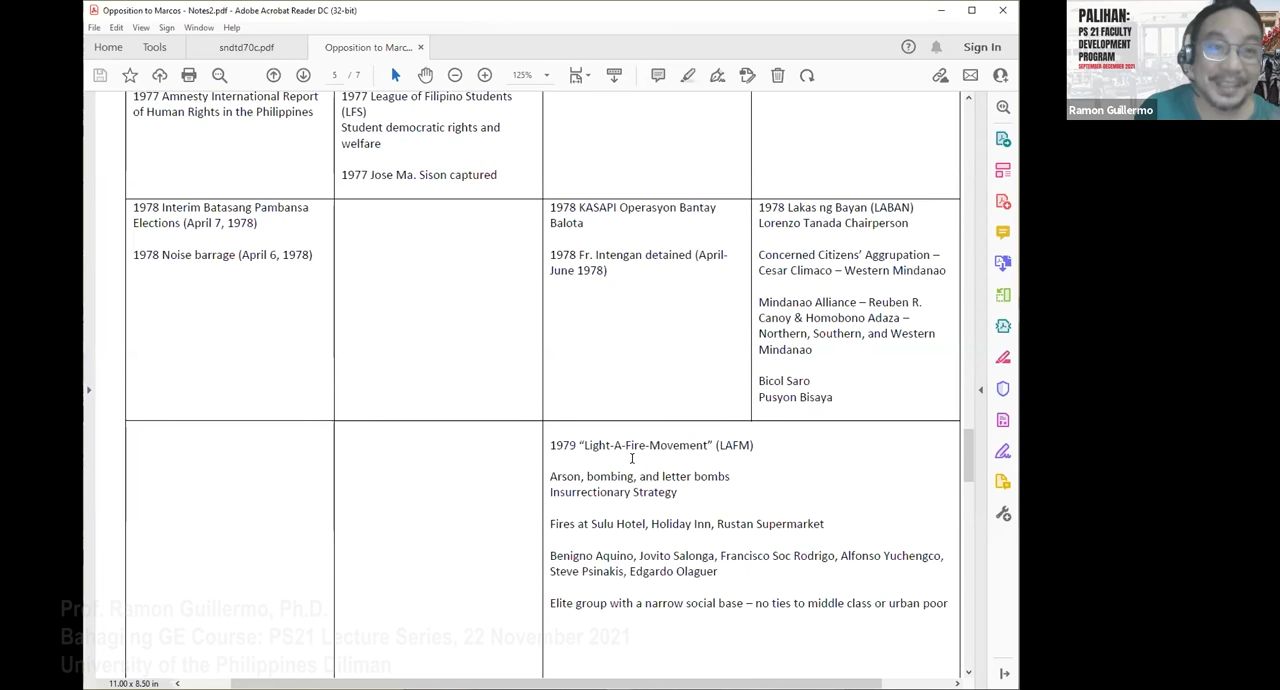 Opposition to Marcos - Notes2.pdf - Adobe Acrobat Reader DC (32-bit)
File Edit View Sign Window Help
Home Tools sndtd70c.pdf Opposition to Marc... × Sign In
5 / 7 125%
1977 Amnesty International Report
of Human Rights in the Philippines
1977 League of Filipino Students
(LFS)
Student democratic rights and
welfare
1977 Jose Ma. Sison captured
1978 Interim Batasang Pambansa
Elections (April 7, 1978)
1978 Noise barrage (April 6, 1978)
1978 KASAPI Operasyon Bantay
Balota
1978 Fr. Intengan detained (April-
June 1978)
1978 Lakas ng Bayan (LABAN)
Lorenzo Tanada Chairperson
Concerned Citizens’ Aggrupation –
Cesar Climaco – Western Mindanao
Mindanao Alliance – Reuben R.
Canoy & Homobono Adaza –
Northern, Southern, and Western
Mindanao
Bicol Saro
Pusyon Bisaya
1979 “Light-A-Fire-Movement” (LAFM)
Arson, bombing, and letter bombs
Insurrectionary Strategy
Fires at Sulu Hotel, Holiday Inn, Rustan Supermarket
Benigno Aquino, Jovito Salonga, Francisco Soc Rodrigo, Alfonso Yuchengco,
Steve Psinakis, Edgardo Olaguer
Elite group with a narrow social base – no ties to middle class or urban poor
Prof. Ramon Guillermo, Ph.D.
Bahaging GE Course: PS21 Lecture Series, 22 November 2021
University of the Philippines Diliman
11.00 x 8.50 in
PALIHAN:
PS 21 FACULTY
DEVELOPMENT
PROGRAM
SEPTEMBER-DECEMBER 2021
Ramon Guillermo